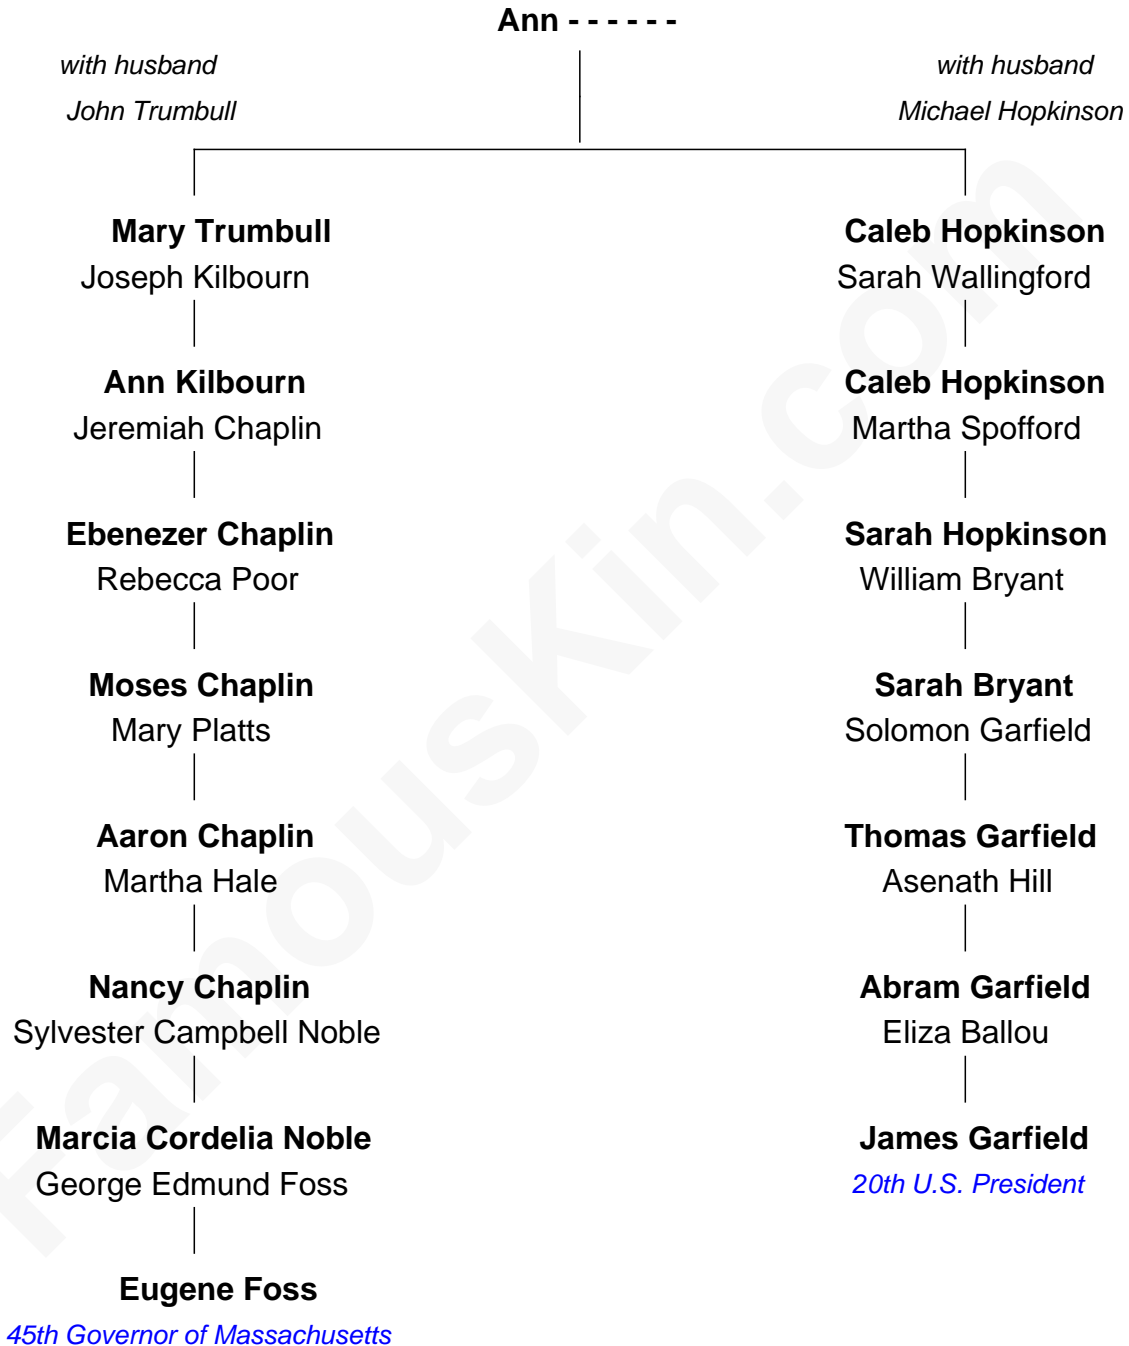 Ann - - - - - -
with husband
John Trumbull
with husband
Michael Hopkinson
Mary Trumbull
Joseph Kilbourn
Ann Kilbourn
Jeremiah Chaplin
Ebenezer Chaplin
Rebecca Poor
Moses Chaplin
Mary Platts
Aaron Chaplin
Martha Hale
Nancy Chaplin
Sylvester Campbell Noble
Marcia Cordelia Noble
George Edmund Foss
Eugene Foss
45th Governor of Massachusetts
Caleb Hopkinson
Sarah Wallingford
Caleb Hopkinson
Martha Spofford
Sarah Hopkinson
William Bryant
Sarah Bryant
Solomon Garfield
Thomas Garfield
Asenath Hill
Abram Garfield
Eliza Ballou
James Garfield
20th U.S. President
FamousKin.com